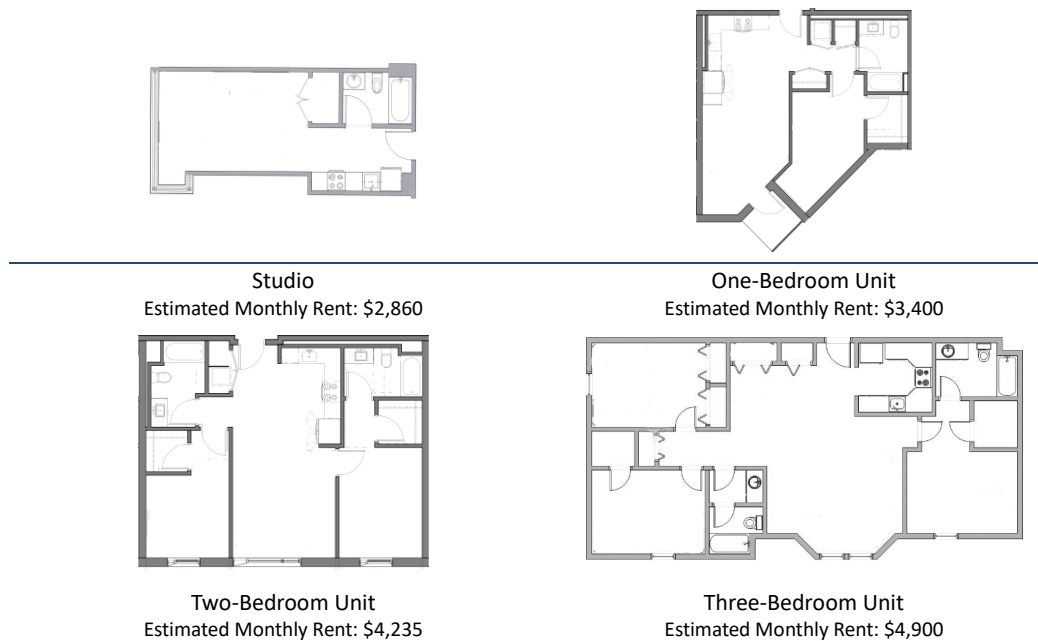 Studio
Estimated Monthly Rent: $2,860
One-Bedroom Unit
Estimated Monthly Rent: $3,400
Two-Bedroom Unit
Estimated Monthly Rent: $4,235
Three-Bedroom Unit
Estimated Monthly Rent: $4,900